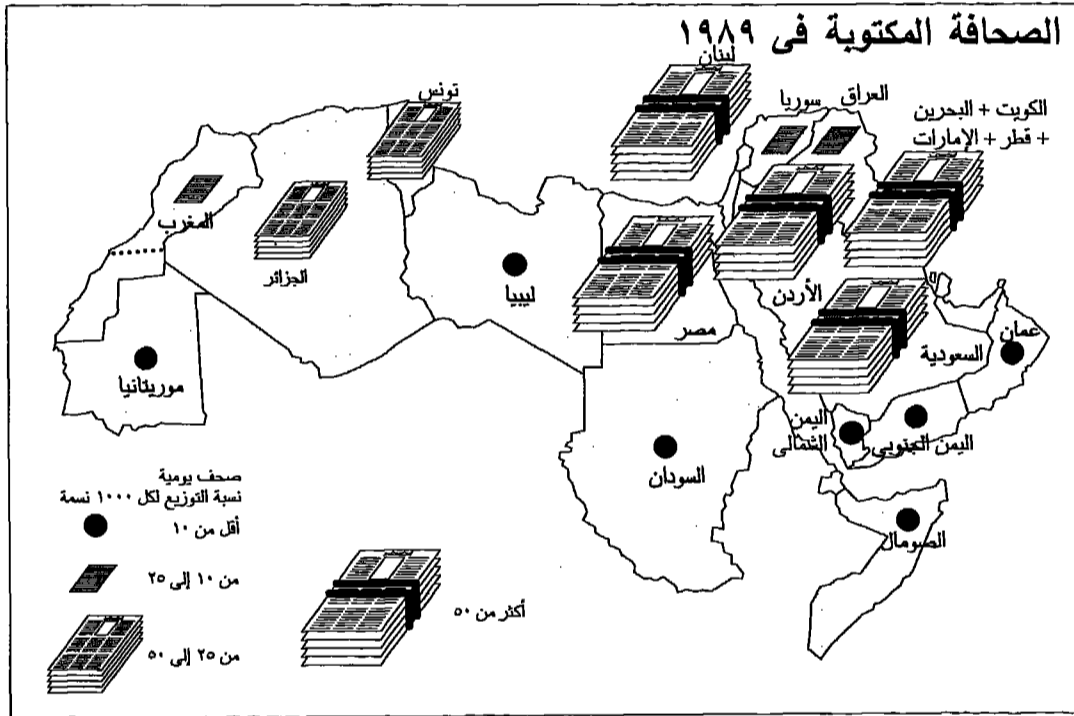 الصحافة المكتوبة فى ١٩٨٩
لبنان
تونس
سوريا
العراق
الكويت + البحرين
+ قطر + الإمارات
المغرب
الجزائر
ليبيا
مصر
الأردن
السعودية
عمان
موريتانيا
السودان
اليمن
الشمالى
اليمن الجنوبى
الصومال
صحف يومية
نسبة التوزيع لكل ١٠٠٠ نسمة
أقل من ١٠
من ١٠ إلى ٢٥
من ٢٥ إلى ٥٠
أكثر من ٥٠